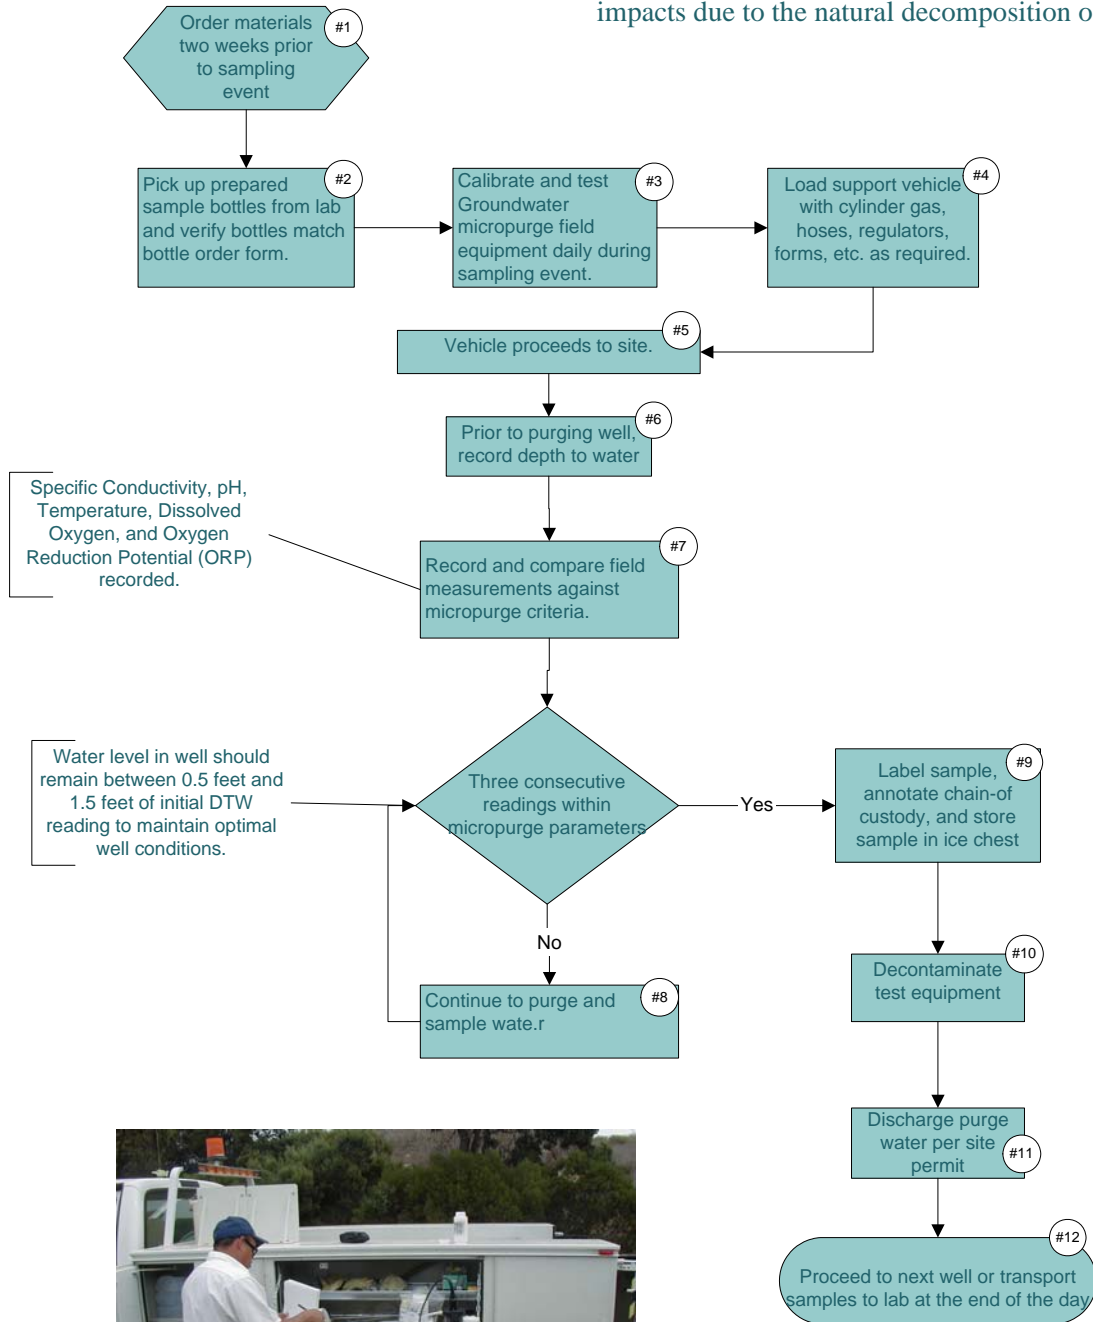 impacts due to the natural decomposition o
Order materials
two weeks prior
to sampling
event
#1
Pick up prepared
sample bottles from lab
and verify bottles match
bottle order form.
#2
Calibrate and test
Groundwater
micropurge field
equipment daily during
sampling event.
#3
Load support vehicle
with cylinder gas,
hoses, regulators,
forms, etc. as required.
#4
Vehicle proceeds to site.
#5
Prior to purging well,
record depth to water
#6
Specific Conductivity, pH,
Temperature, Dissolved
Oxygen, and Oxygen
Reduction Potential (ORP)
recorded.
Record and compare field
measurements against
micropurge criteria.
#7
Water level in well should
remain between 0.5 feet and
1.5 feet of initial DTW
reading to maintain optimal
well conditions.
Three consecutive
readings within
micropurge parameters
Yes
No
Continue to purge and
sample wate.r
#8
Label sample,
annotate chain-of
custody, and store
sample in ice chest
#9
Decontaminate
test equipment
#10
Discharge purge
water per site
permit
#11
Proceed to next well or transport
samples to lab at the end of the day
#12